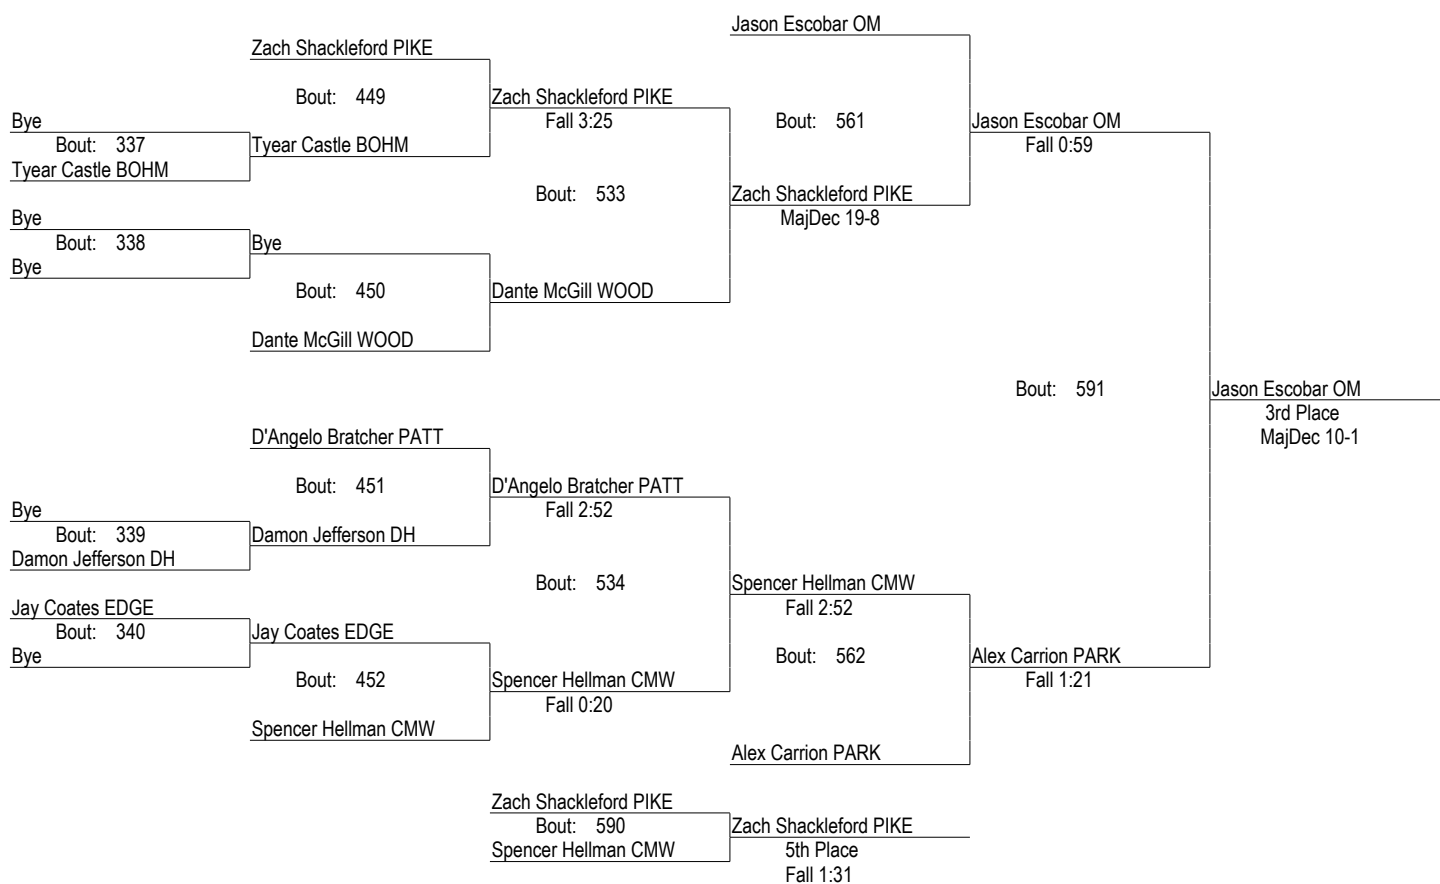 Jason Escobar OM
Zach Shackleford PIKE
Bout: 449
Zach Shackleford PIKE
Fall 3:25
Bye
Bout: 337
Tyear Castle BOHM
Tyear Castle BOHM
Bout: 561
Jason Escobar OM
Fall 0:59
Bout: 533
Zach Shackleford PIKE
MajDec 19-8
Bye
Bout: 338
Bye
Bye
Bout: 450
Dante McGill WOOD
Dante McGill WOOD
Bout: 591
Jason Escobar OM
3rd Place
MajDec 10-1
D'Angelo Bratcher PATT
Bout: 451
D'Angelo Bratcher PATT
Fall 2:52
Bye
Bout: 339
Damon Jefferson DH
Damon Jefferson DH
Bout: 534
Spencer Hellman CMW
Fall 2:52
Jay Coates EDGE
Bout: 340
Bye
Jay Coates EDGE
Bout: 562
Alex Carrion PARK
Fall 1:21
Bout: 452
Spencer Hellman CMW
Fall 0:20
Spencer Hellman CMW
Alex Carrion PARK
Zach Shackleford PIKE
Bout: 590
Spencer Hellman CMW
Zach Shackleford PIKE
5th Place
Fall 1:31